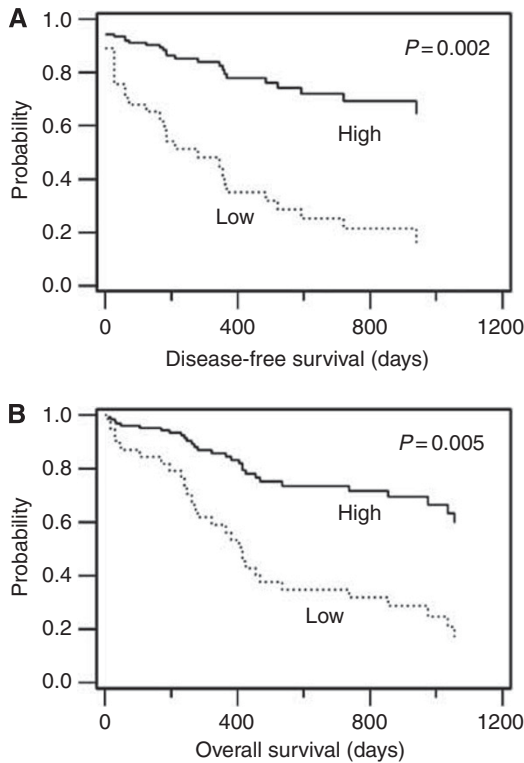 A
1.0
P = 0.002
0.8
0.6
High
0.4
Low
0.2
0.0
Probability
0 400 800 1200
Disease-free survival (days)
B
1.0
P = 0.005
0.8
0.6
High
0.4
Low
0.2
0.0
Probability
0 400 800 1200
Overall survival (days)